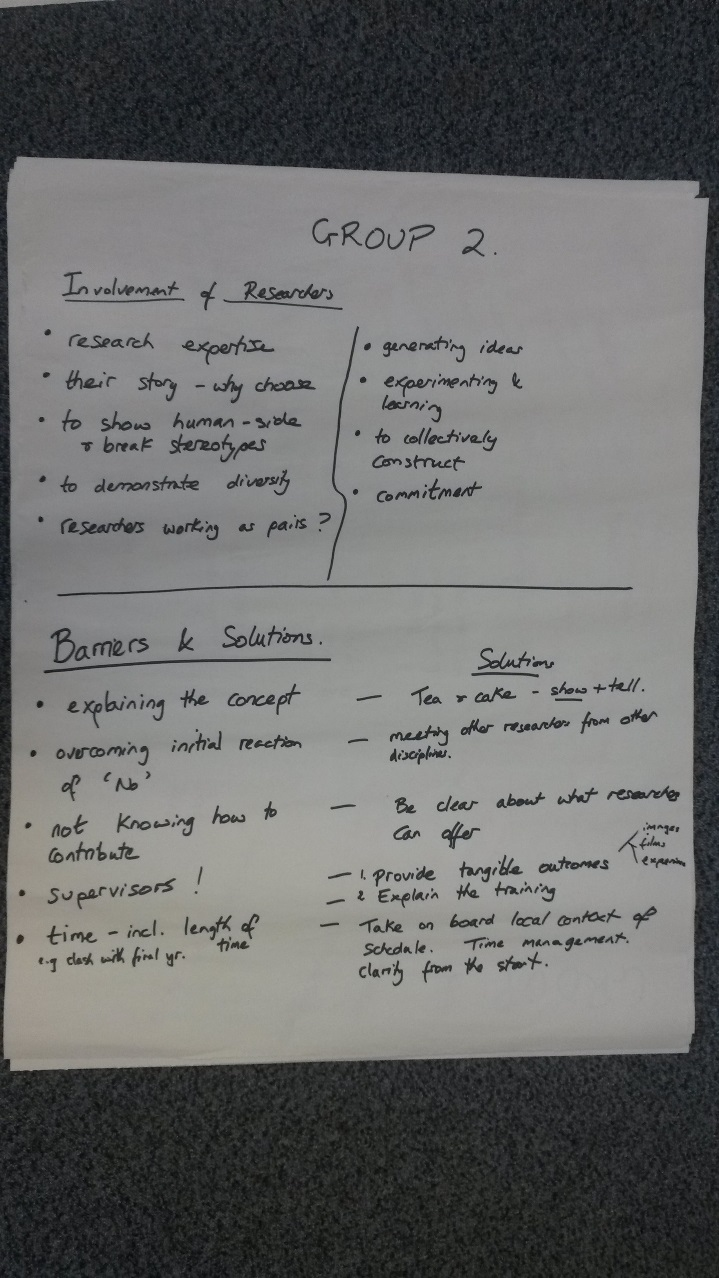 GROUP 2.
Involvement of Researchers
• research expertise
• their story - why choose
• to show human-side
& break stereotypes
• to demonstrate diversity
• researchers working as pairs ?
• generating ideas
• experimenting &
learning
• to collectively
construct
• commitment
Barriers & Solutions.
• explaining the concept
• overcoming initial reaction
of 'No'
• not knowing how to
contribute
• supervisors !
• time - incl. length of
time
e.g clash with final yr.
Solutions
— Tea & cake - show + tell.
— meeting other researchers from other
disciplines.
— Be clear about what researches
can offer
— 1. Provide tangible outcomes
images
films
— 2 Explain the training
— Take on board local context of
schedale. Time management.
clarity from the start.